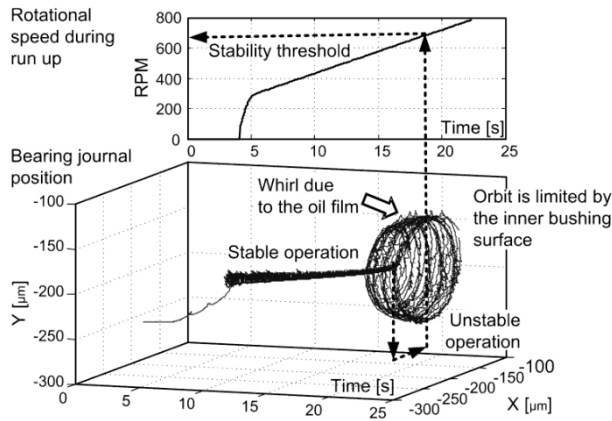 Rotational
speed during
run up
RPM
800
600
400
200
0
Stability threshold
Time [s]
0 5 10 15 20 25
Bearing journal
position
Whirl due
to the oil film
Orbit is limited by
the inner bushing
surface
Stable operation
Unstable
operation
Y [µm]
-100
-150
-200
-250
-300
Time [s]
0 5 10 15 20 25
X [µm]
-300 -250 -200 -150 -100